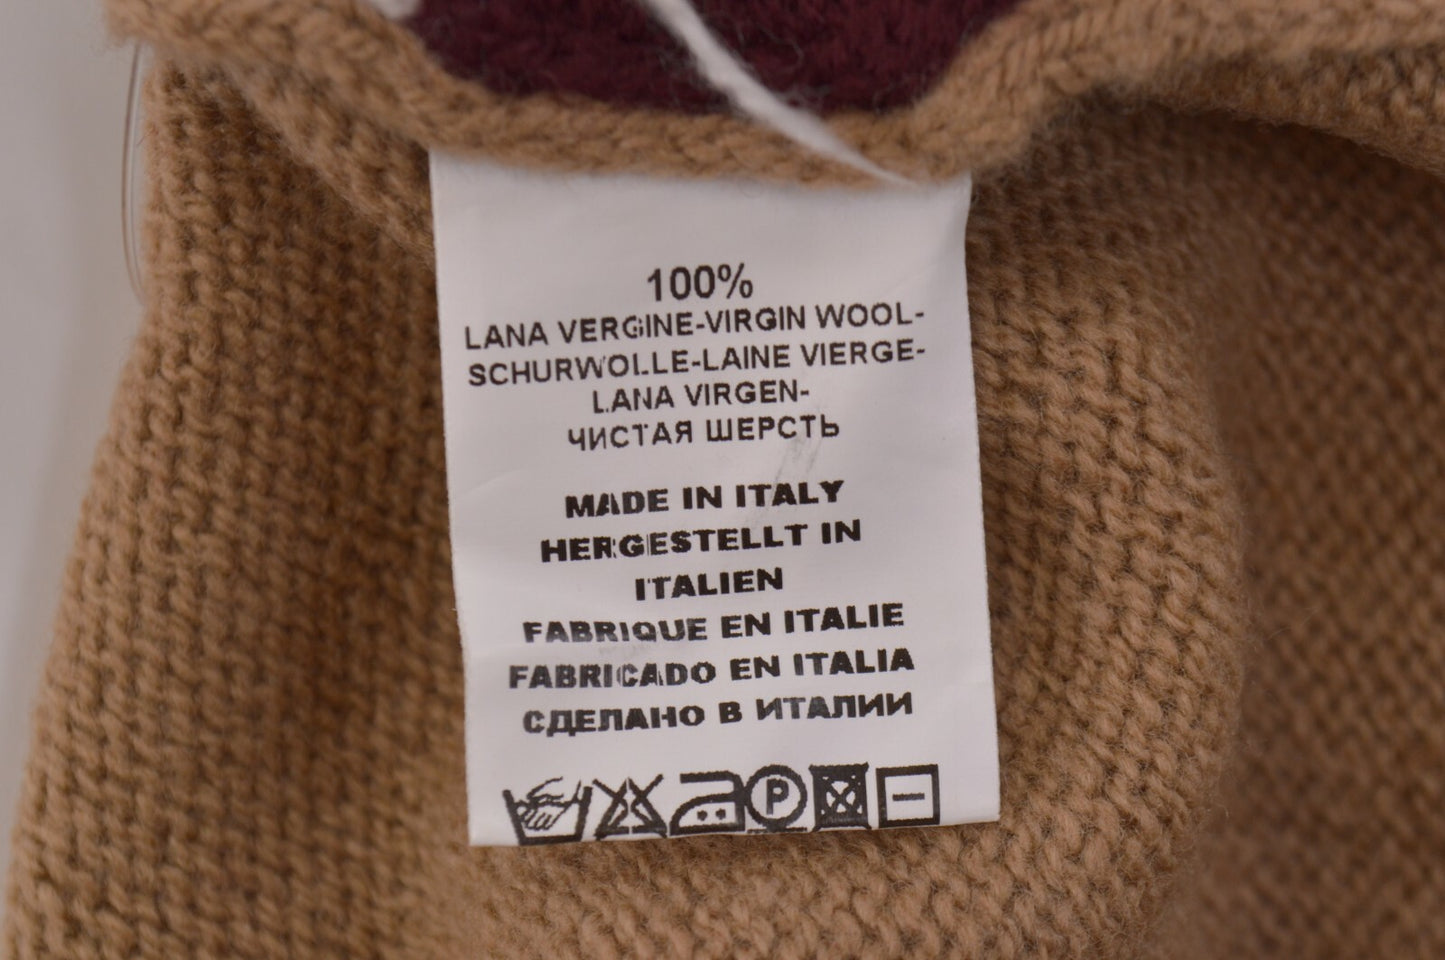 100%
LANA VERGINE-VIRGIN WOOL-
SCHURWOLLE-LAINE VIERGE-
LANA VIRGEN-
ЧИСТАЯ ШЕРСТЬ
MADE IN ITALY
HERGESTELLT IN
ITALIEN
FABRIQUE EN ITALIE
FABRICADO EN ITALIA
СДЕЛАНО В ИТАЛИИ
P